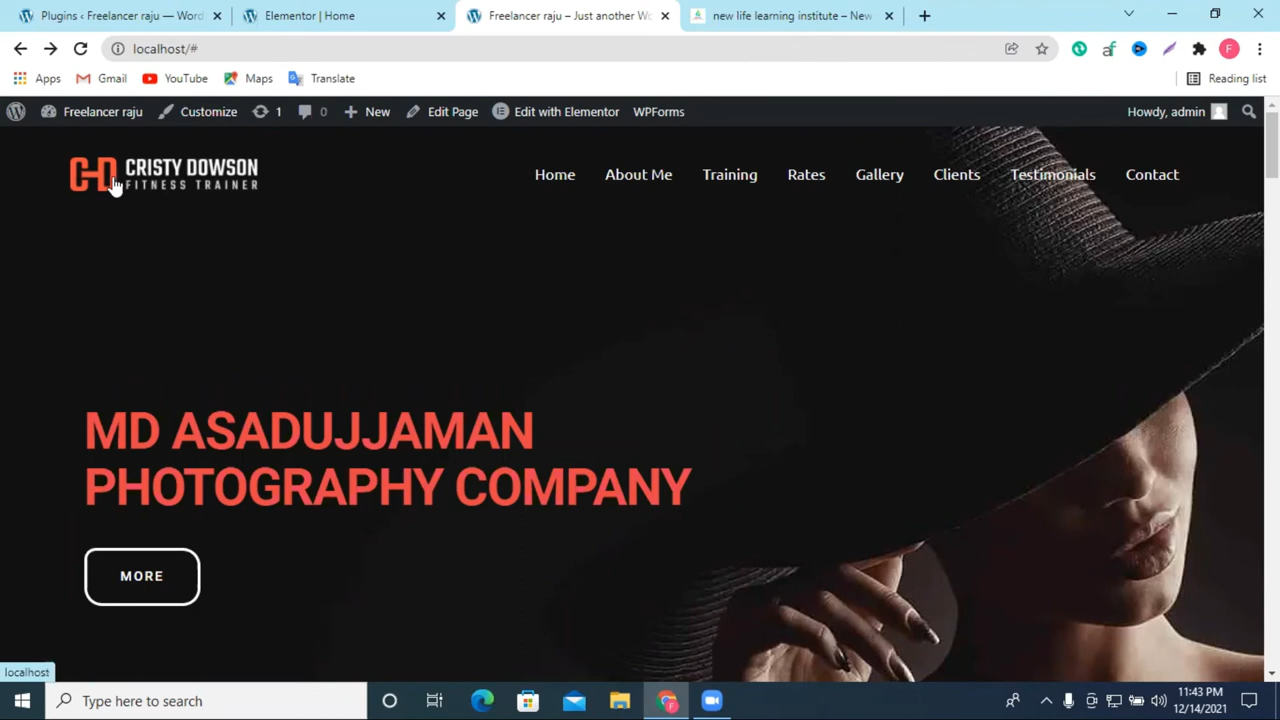 Plugins ‹ Freelancer raju — Word
Elementor | Home
Freelancer raju – Just another Wo
new life learning institute – New
localhost/#
Apps
Gmail
YouTube
Maps
Translate
Reading list
Freelancer raju
Customize
1
0
New
Edit Page
Edit with Elementor
WPForms
Howdy, admin
CRISTY DOWSON
FITNESS TRAINER
Home
About Me
Training
Rates
Gallery
Clients
Testimonials
Contact
MD ASADUJJAMAN
PHOTOGRAPHY COMPANY
MORE
localhost
Type here to search
11:43 PM
12/14/2021